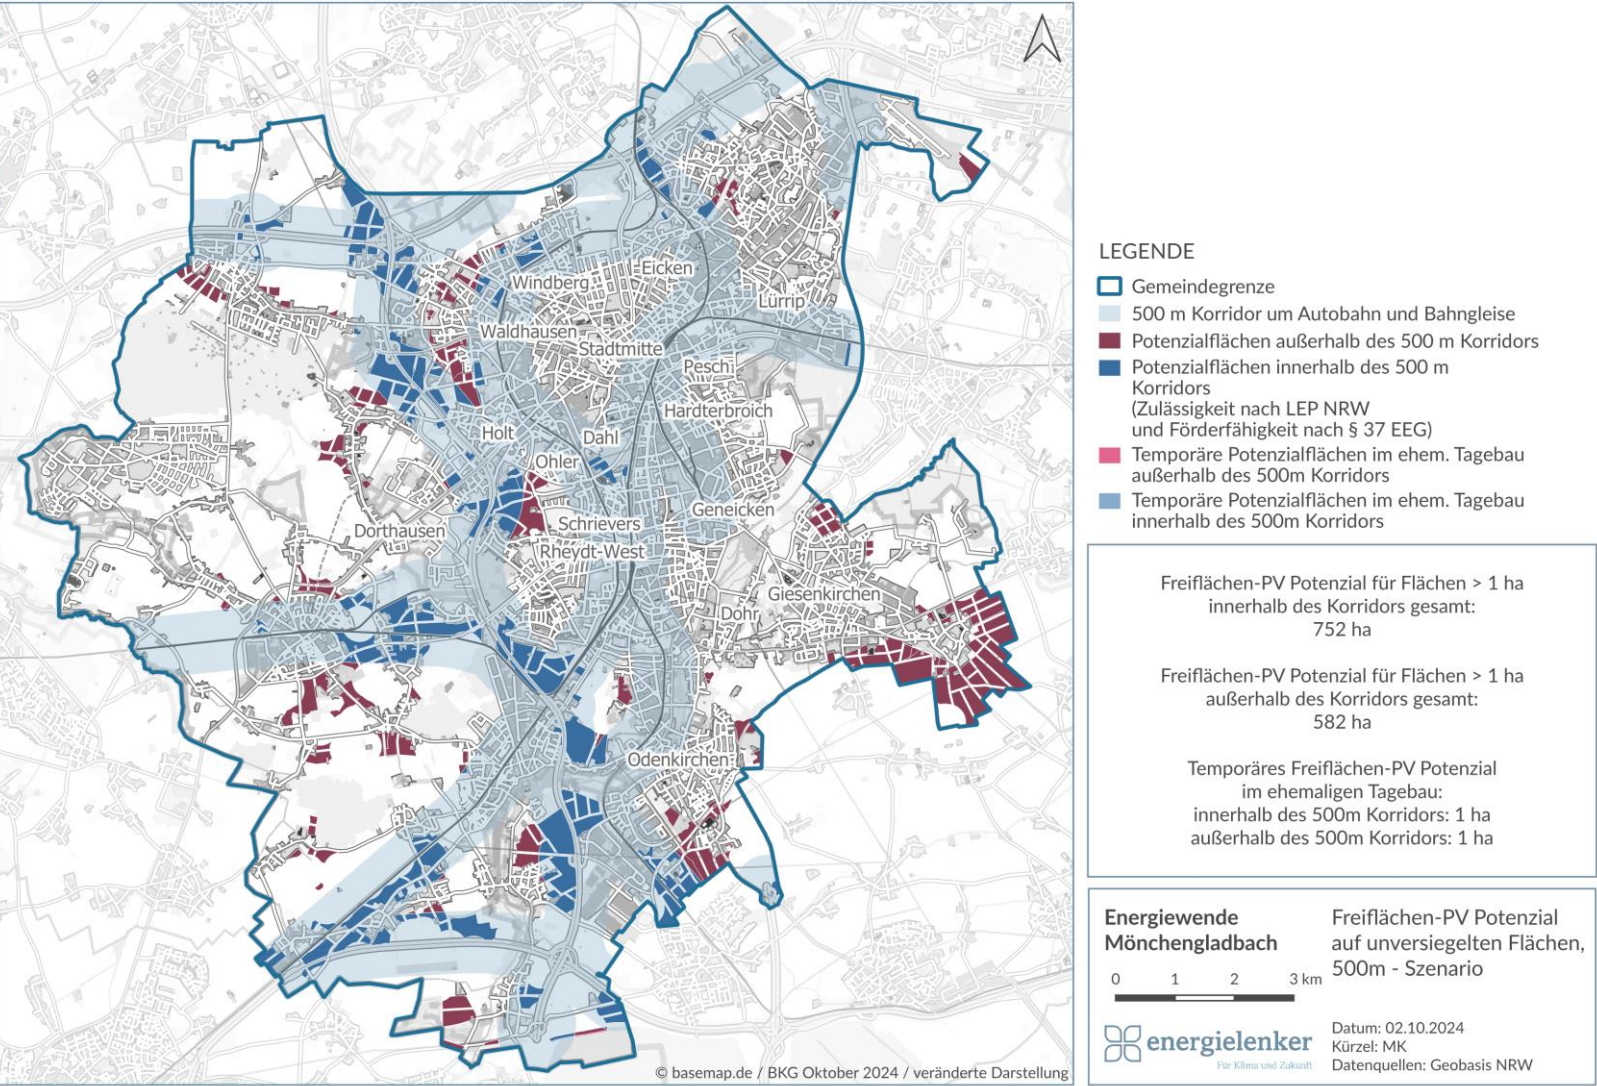 Windberg
Eicken
Lürrip
Waldhausen
Stadtmitte
Pesch
Hardterbroich
Holt
Dahl
Ohler
Geneicken
Dorthausen
Schrievers
Rheydt-West
Giesenkirchen
Dohr
Odenkirchen
© basemap.de / BKG Oktober 2024 / veränderte Darstellung
LEGENDE
Gemeindegrenze
500 m Korridor um Autobahn und Bahngleise
Potenzialflächen außerhalb des 500 m Korridors
Potenzialflächen innerhalb des 500 m
Korridors
(Zulässigkeit nach LEP NRW
und Förderfähigkeit nach § 37 EEG)
Temporäre Potenzialflächen im ehem. Tagebau
außerhalb des 500m Korridors
Temporäre Potenzialflächen im ehem. Tagebau
innerhalb des 500m Korridors
Freiflächen-PV Potenzial für Flächen > 1 ha
innerhalb des Korridors gesamt:
752 ha
Freiflächen-PV Potenzial für Flächen > 1 ha
außerhalb des Korridors gesamt:
582 ha
Temporäres Freiflächen-PV Potenzial
im ehemaligen Tagebau:
innerhalb des 500m Korridors: 1 ha
außerhalb des 500m Korridors: 1 ha
Energiewende
Mönchengladbach
0 1 2 3 km
energielenker
Für Klima und Zukunft
Freiflächen-PV Potenzial
auf unversiegelten Flächen,
500m - Szenario
Datum: 02.10.2024
Kürzel: MK
Datenquellen: Geobasis NRW